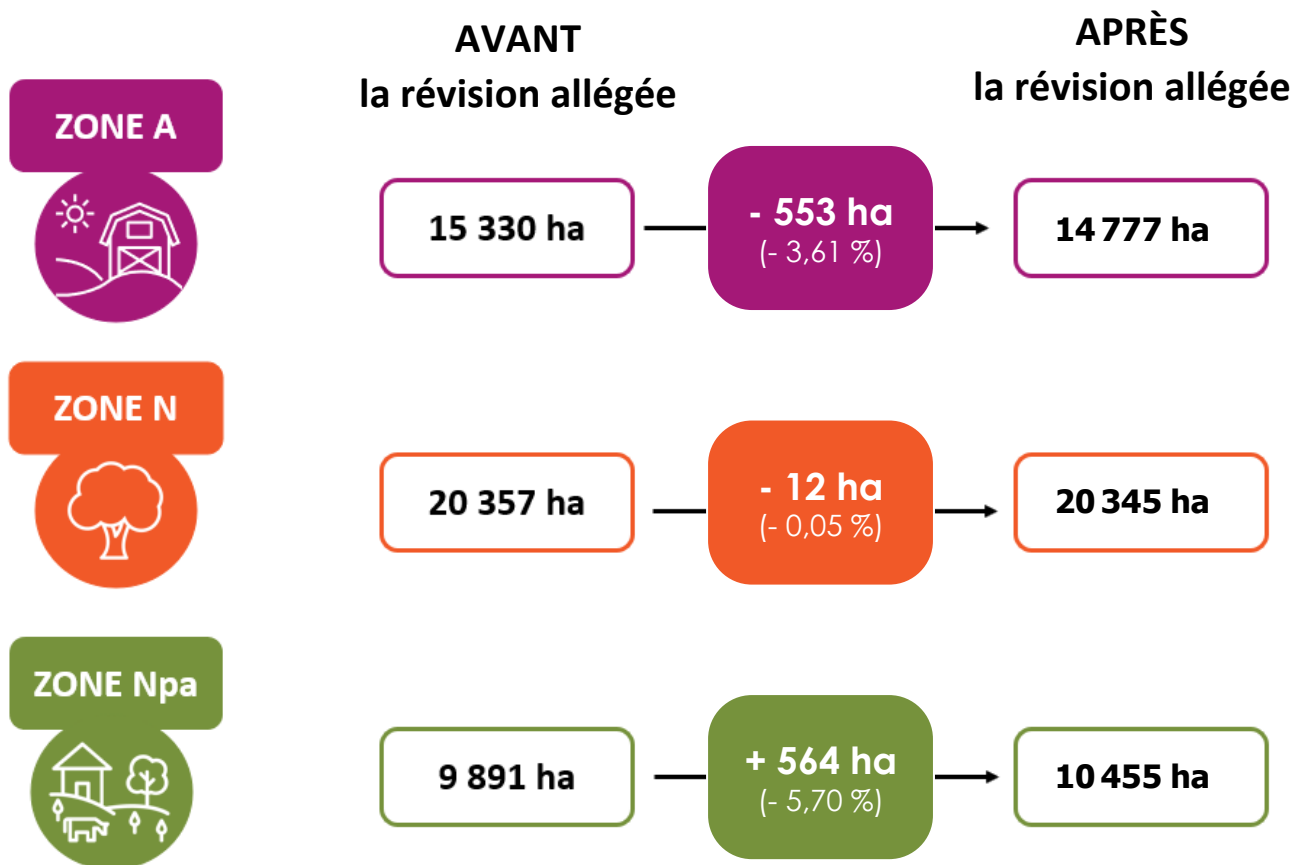 AVANT
la révision allégée
APRÈS
la révision allégée
ZONE A
15 330 ha
- 553 ha
(- 3,61 %)
14 777 ha
ZONE N
20 357 ha
- 12 ha
(- 0,05 %)
20 345 ha
ZONE Npa
9 891 ha
+ 564 ha
(- 5,70 %)
10 455 ha